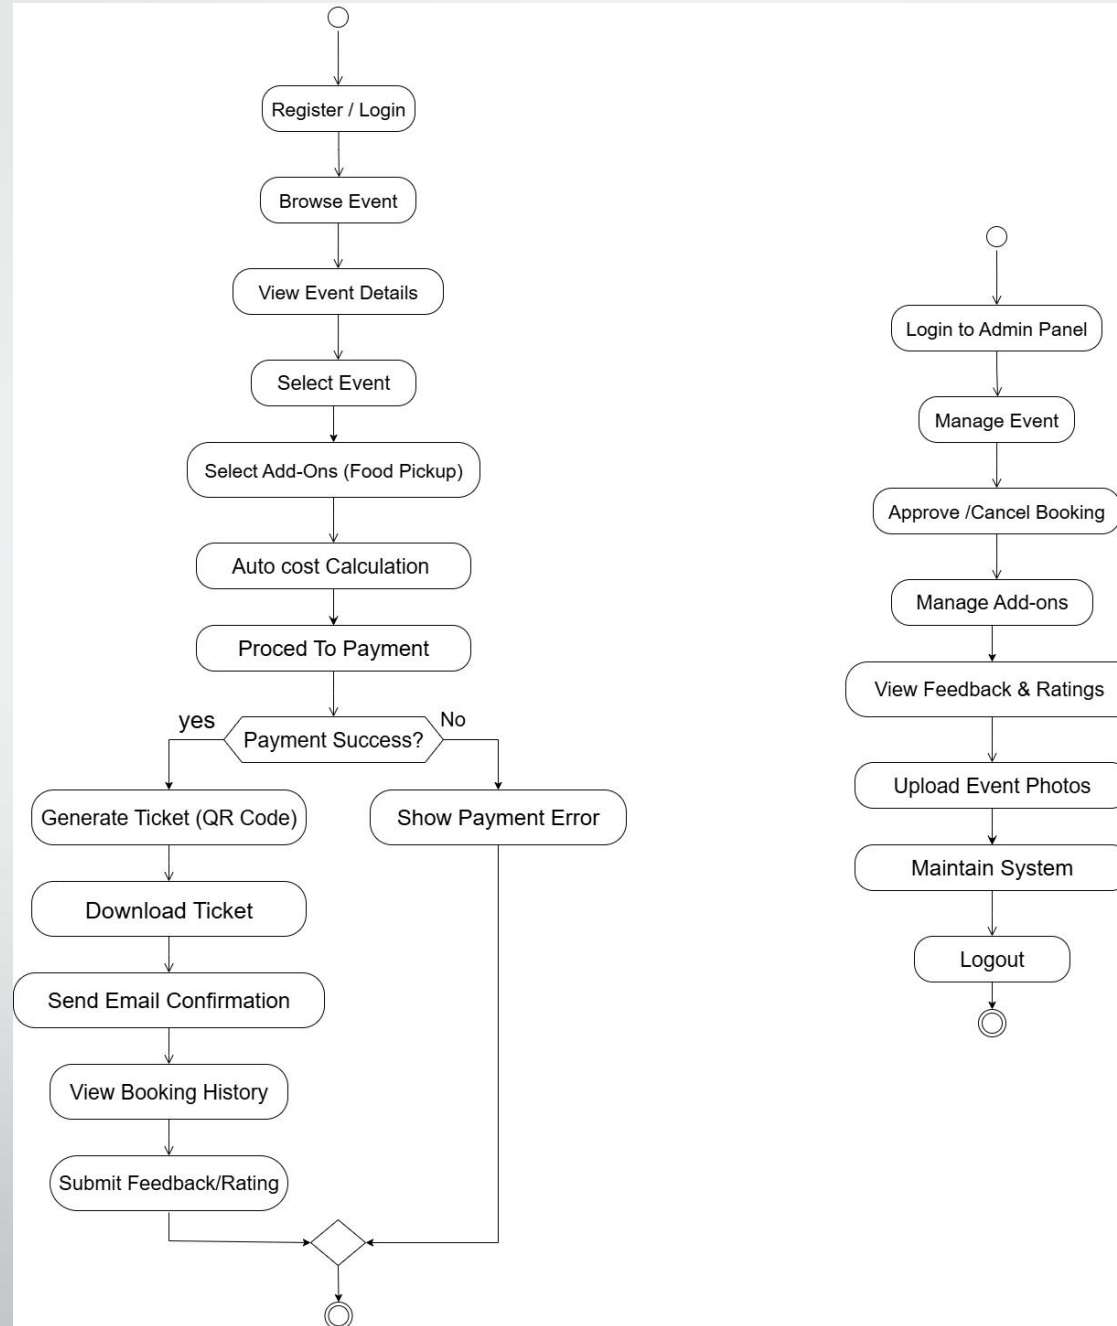 Register / Login
Browse Event
View Event Details
Select Event
Select Add-Ons (Food Pickup)
Auto cost Calculation
Proced To Payment
yes
No
Payment Success?
Generate Ticket (QR Code)
Show Payment Error
Download Ticket
Send Email Confirmation
View Booking History
Submit Feedback/Rating
Login to Admin Panel
Manage Event
Approve /Cancel Booking
Manage Add-ons
View Feedback & Ratings
Upload Event Photos
Maintain System
Logout